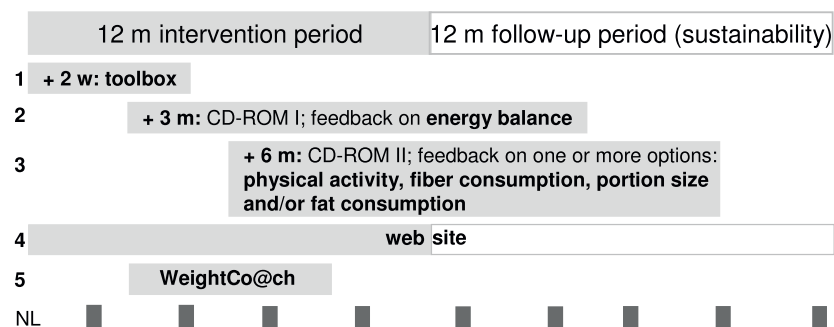 12 m intervention period 12 m follow-up period (sustainability)
1 + 2 w: toolbox
2 + 3 m: CD-ROM I; feedback on energy balance
3 + 6 m: CD-ROM II; feedback on one or more options:
physical activity, fiber consumption, portion size
and/or fat consumption
4 web site
5 WeightCo@ch
NL